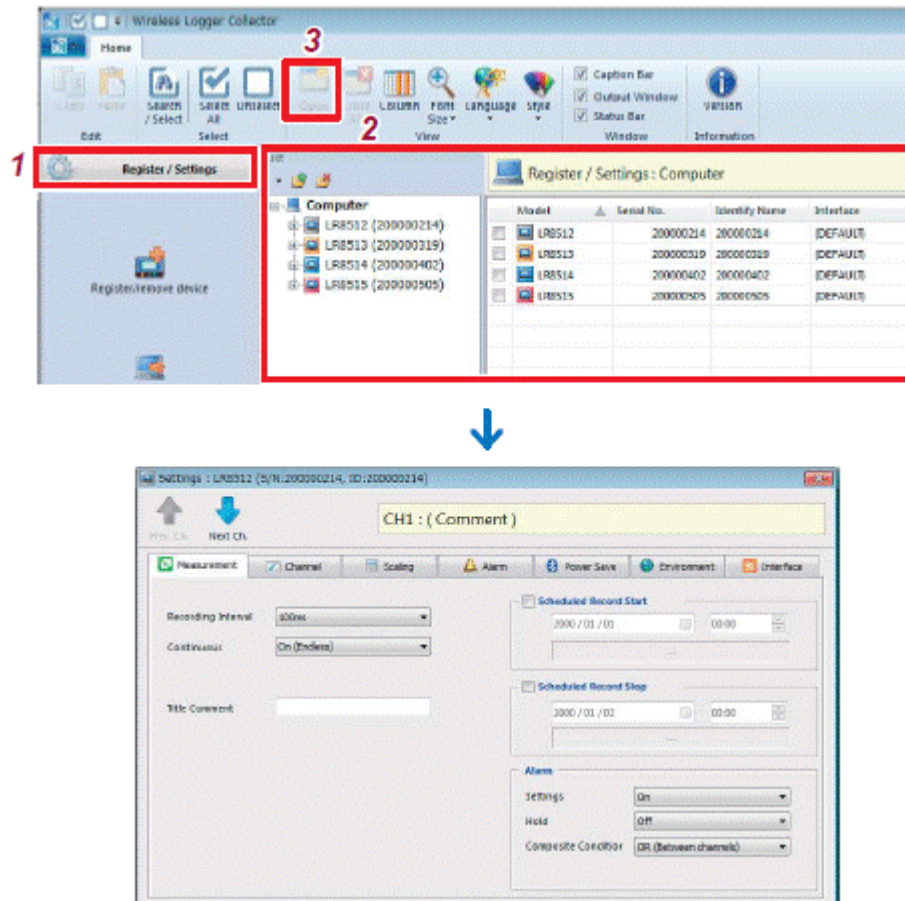 Wireless Logger Collector
Home
3
Search / Select
Select All
Unselect
Open
Column
Font Size
Language
Style
Caption Bar
Output Window
Status Bar
Version
Edit
Select
View
Window
Information
1
Register / Settings
2
Register / Settings : Computer
Computer
LR8512 (200000214)
LR8513 (200000319)
LR8514 (200000402)
LR8515 (200000505)
Model Serial No. Identify Name Interface
LR8512 200000214 200000214 (DEFAULT)
LR8513 200000319 200000319 (DEFAULT)
LR8514 200000402 200000402 (DEFAULT)
LR8515 200000505 200000505 (DEFAULT)
Register/remove device
Settings : LR8512 (S/N:200000214, ID:200000214)
Prev. Ch. Next Ch.
CH1 : ( Comment )
Measurement Channel Scaling Alarm Power Save Environment Interface
Scheduled Record Start
Recording Interval 100ms
2000 / 01 / 01 00:00
Continuous On (Endless)
...
Scheduled Record Stop
Title Comment
2000 / 01 / 02 00:00
...
Alarm
Settings On
Hold Off
Composite Condition OR (Between channels)